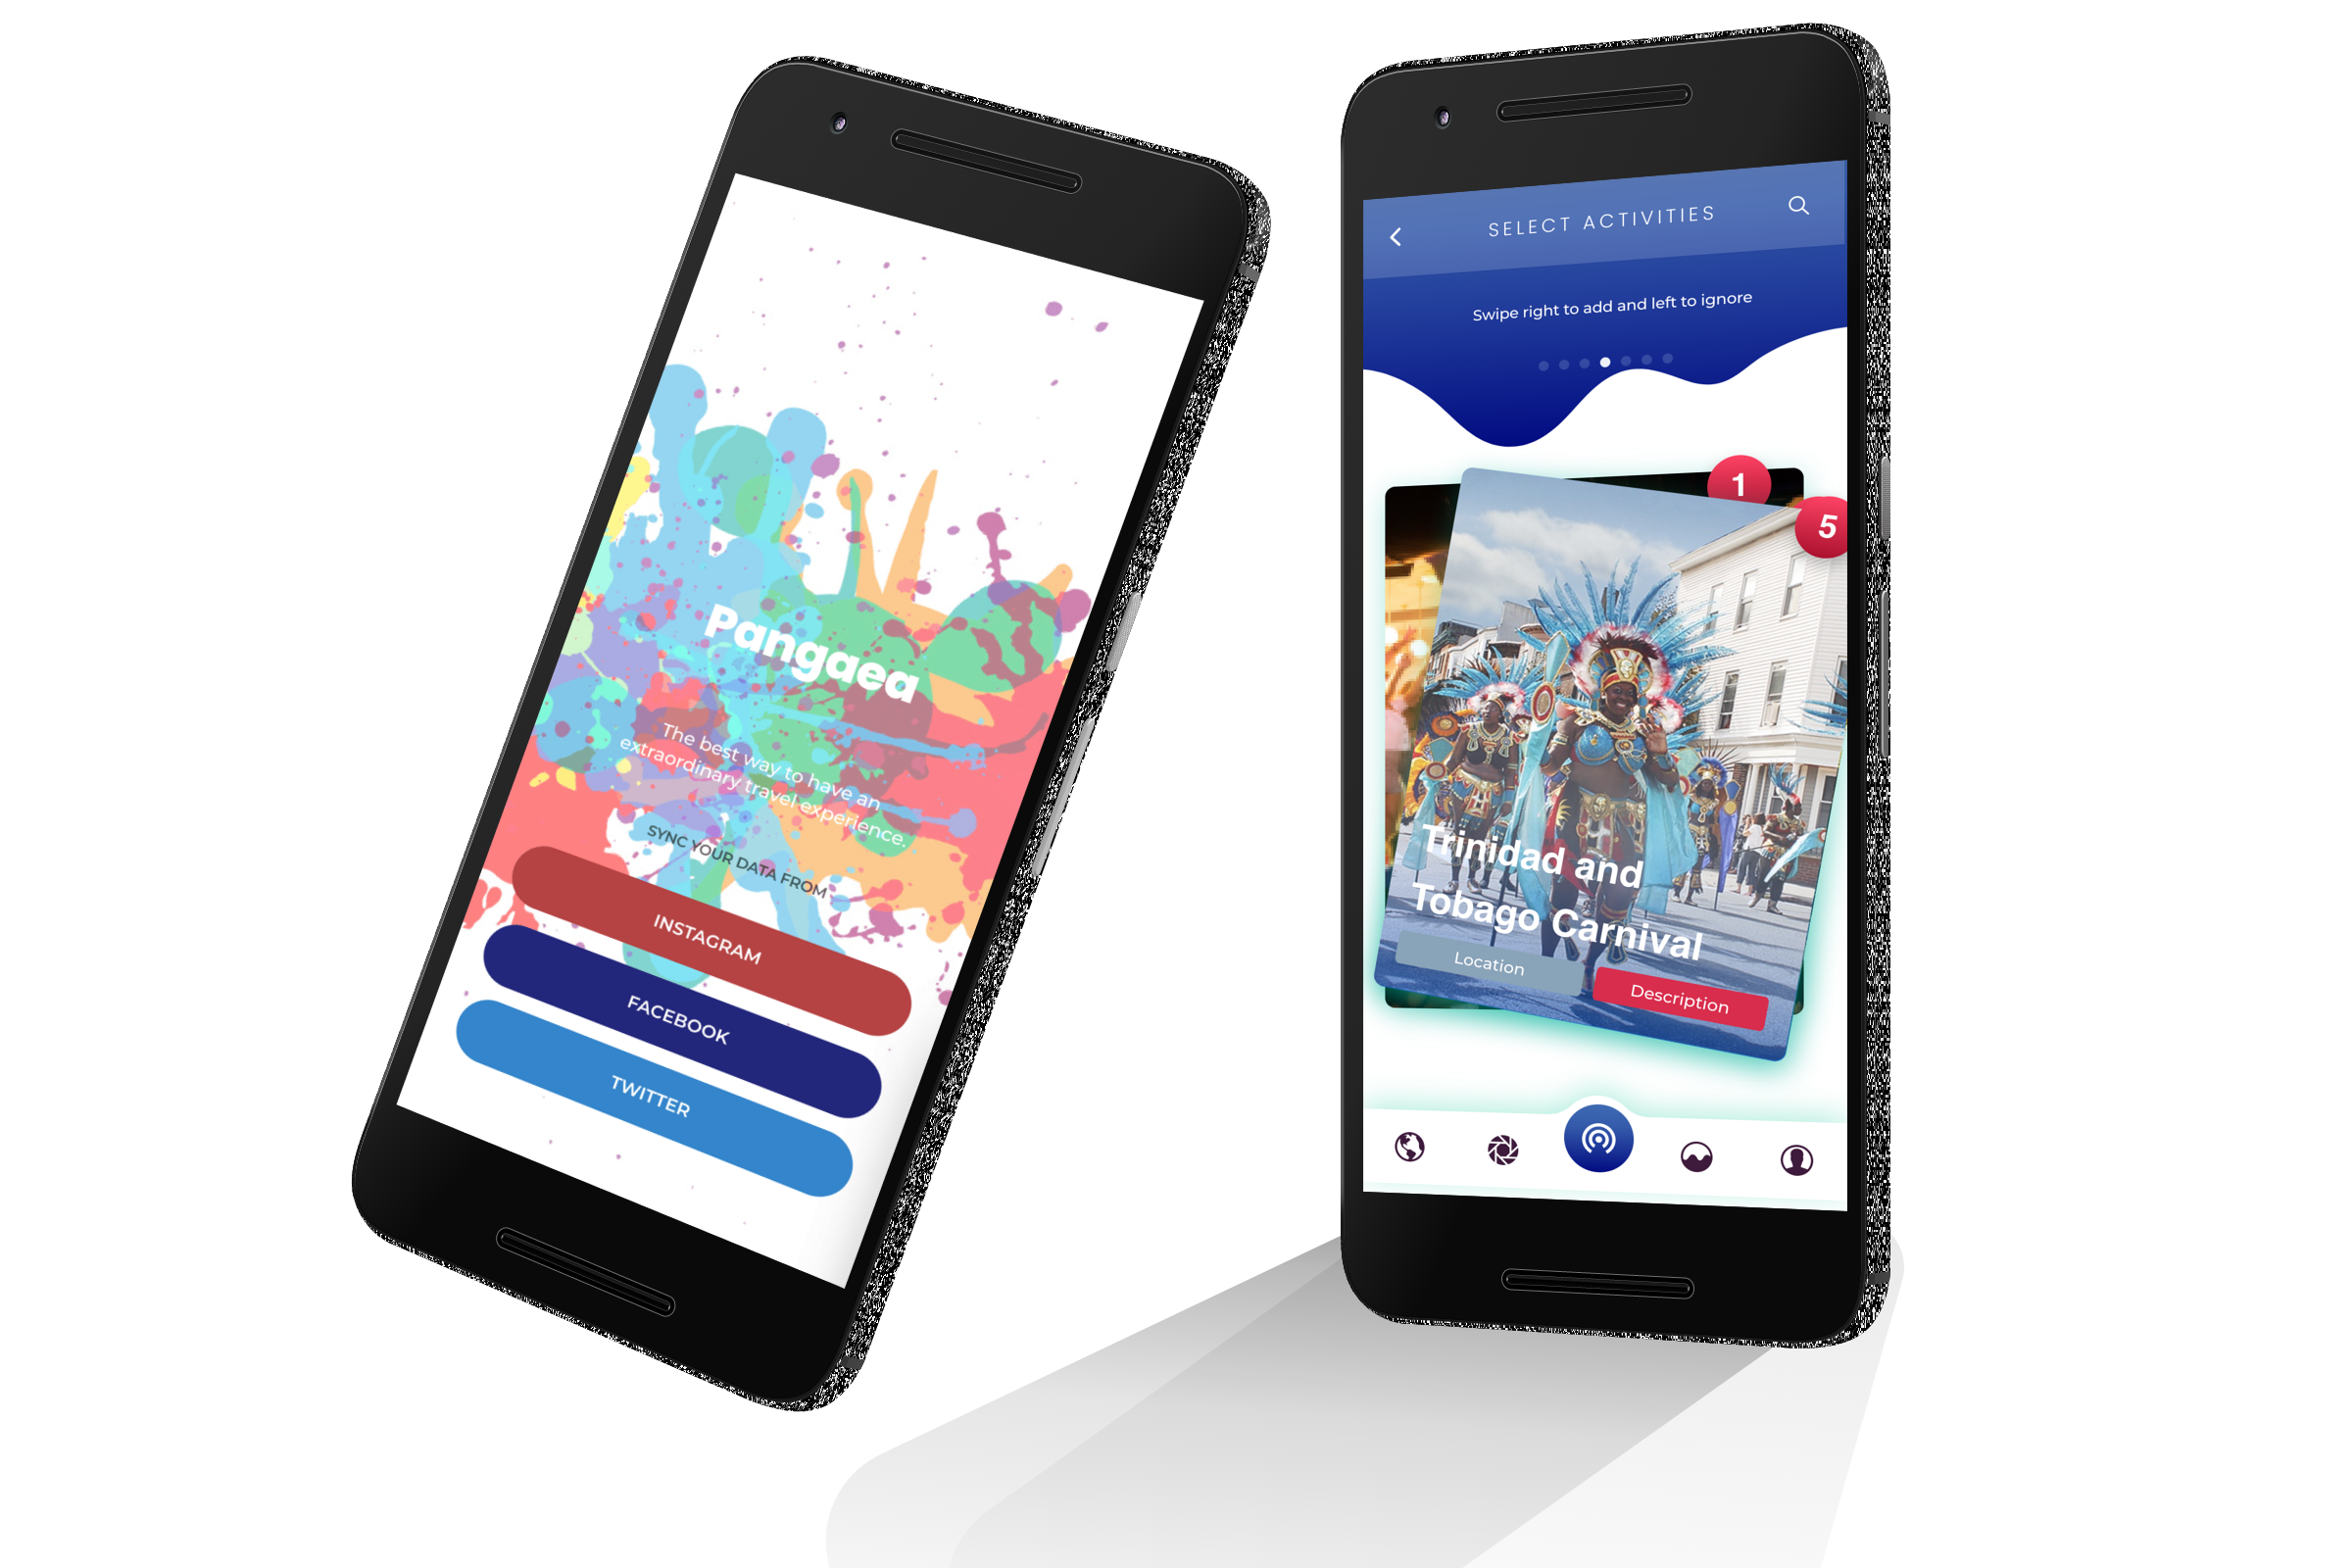 Pangaea
The best way to have an
extraordinary travel experience.
SYNC YOUR DATA FROM
INSTAGRAM
FACEBOOK
TWITTER
SELECT ACTIVITIES
Swipe right to add and left to ignore
1
5
Trinidad and
Tobago Carnival
Location
Description